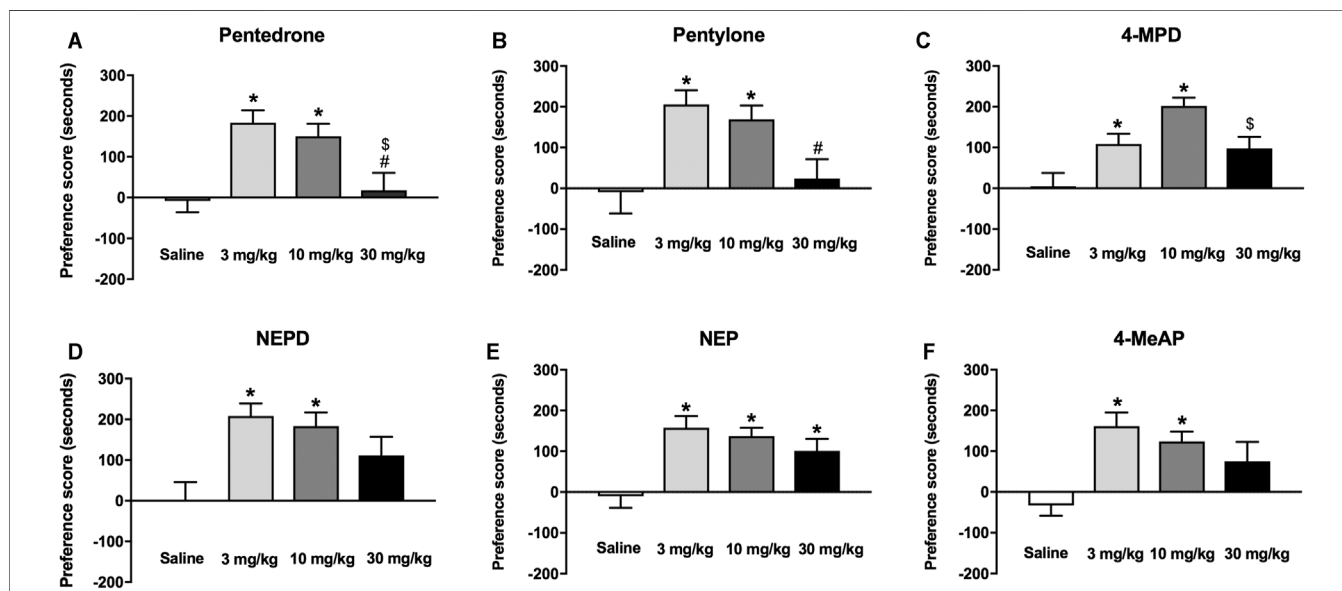 A
Pentedrone
Preference score (seconds)
300
200
100
0
-100
-200
*
*
$
#
Saline
3 mg/kg
10 mg/kg
30 mg/kg
B
Pentylone
Preference score (seconds)
300
200
100
0
-100
-200
*
*
#
Saline
3 mg/kg
10 mg/kg
30 mg/kg
C
4-MPD
Preference score (seconds)
300
200
100
0
-100
-200
*
*
$
Saline
3 mg/kg
10 mg/kg
30 mg/kg
D
NEPD
Preference score (seconds)
300
200
100
0
-100
-200
*
*
Saline
3 mg/kg
10 mg/kg
30 mg/kg
E
NEP
Preference score (seconds)
300
200
100
0
-100
-200
*
*
*
Saline
3 mg/kg
10 mg/kg
30 mg/kg
F
4-MeAP
Preference score (seconds)
300
200
100
0
-100
-200
*
*
Saline
3 mg/kg
10 mg/kg
30 mg/kg